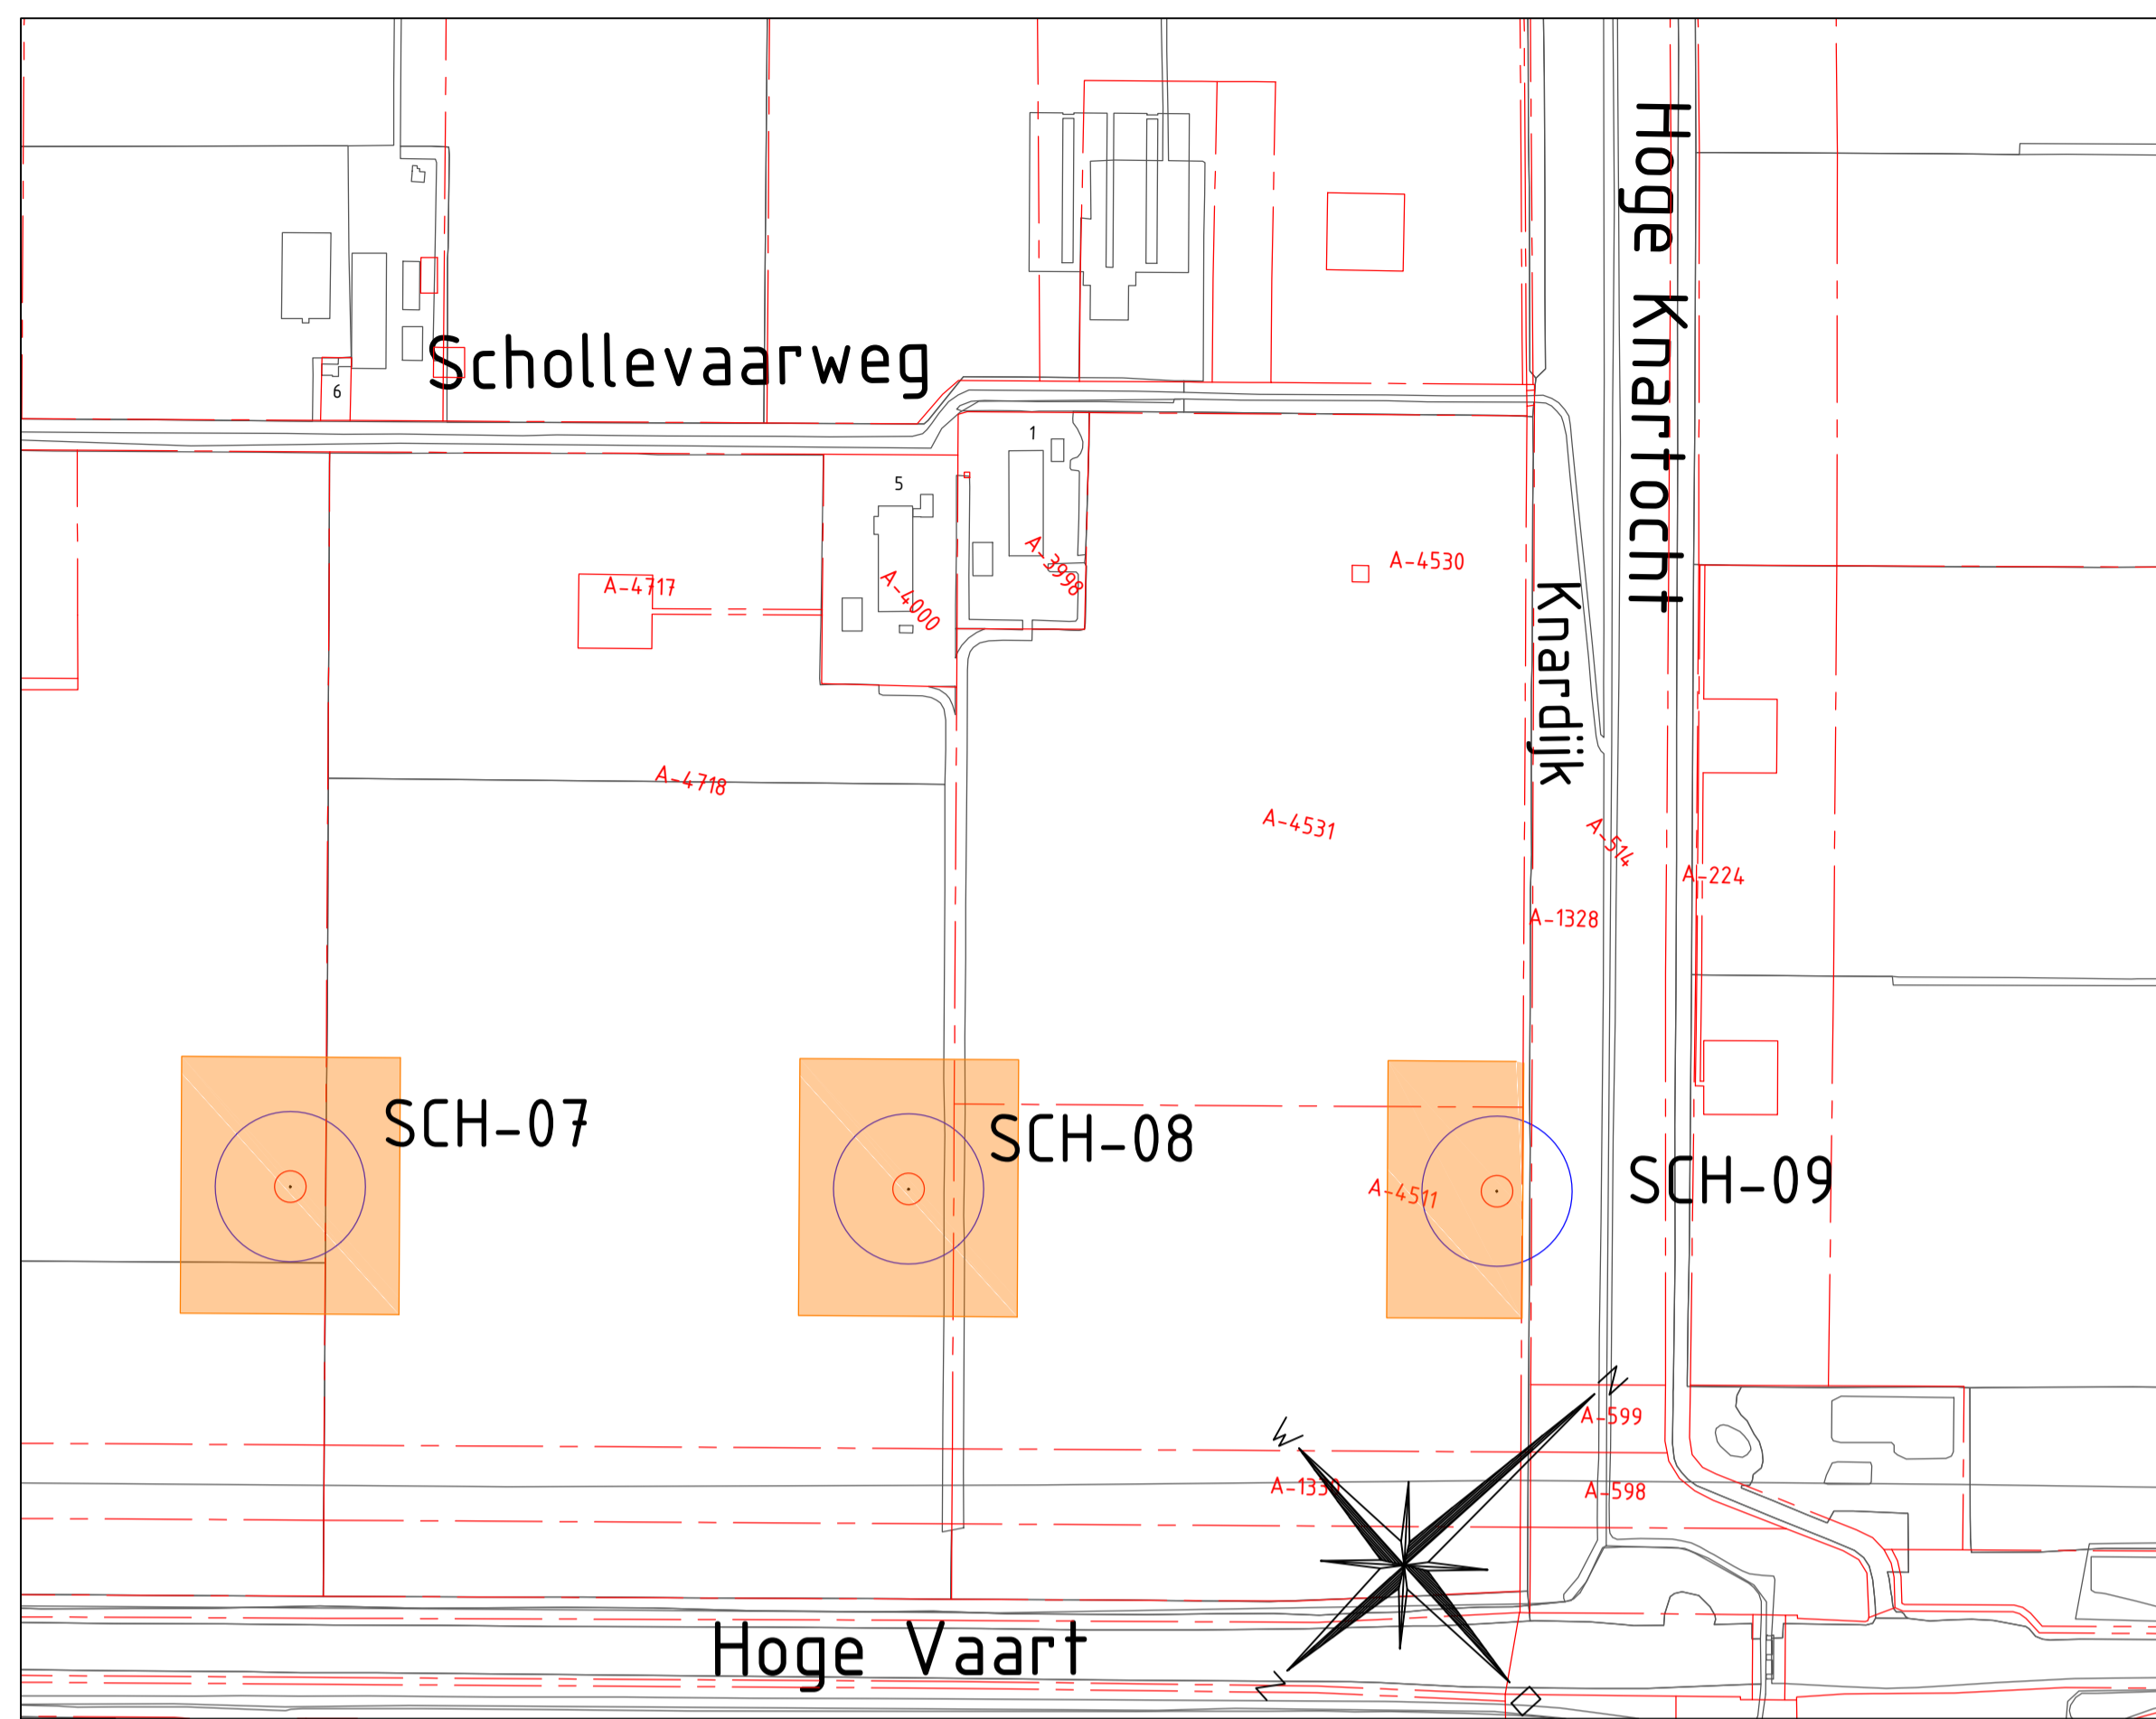 Hoge Knartocht
Schollevaarweg
6
1
5
A-3998
A-4530
A-4717
A-4000
Knardijk
A-4718
A-4531
A-514
A-224
A-1328
SCH-07
SCH-08
SCH-09
A-4511
N
W
A-599
A-1339
A-598
Hoge Vaart
Z
O